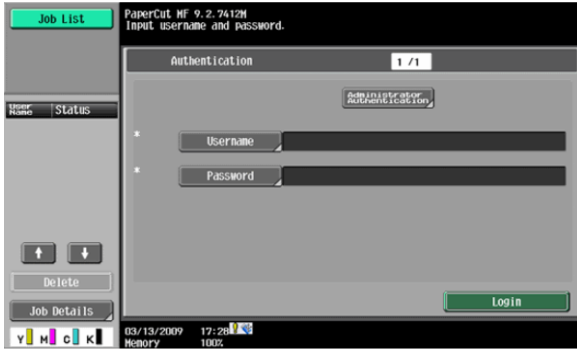 Job List
PaperCut MF 9.2.7412M
Input username and password.
Authentication
1 /1
Administrator
Authentication
User
Name
Status
* Username
* Password
Delete
Job Details
Login
Y M C K
03/13/2009 17:28
Memory 100%